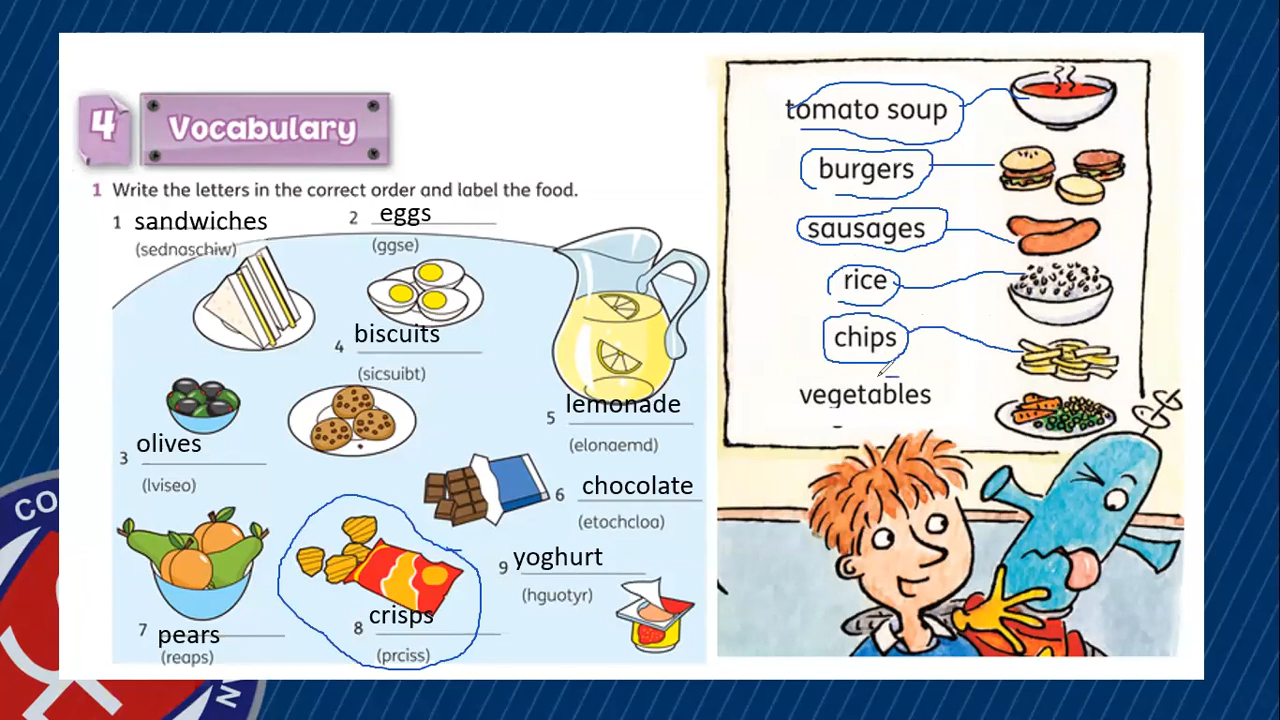 4 Vocabulary
1 Write the letters in the correct order and label the food.
1 sandwiches
(sednaschiw)
2 eggs
(ggse)
4 biscuits
(sicsuibt)
3 olives
(lviseo)
5 lemonade
(elonaemd)
6 chocolate
(etochcloa)
7 pears
(reaps)
8 crisps
(prciss)
9 yoghurt
(hguotyr)
tomato soup
burgers
sausages
rice
chips
vegetables
CO